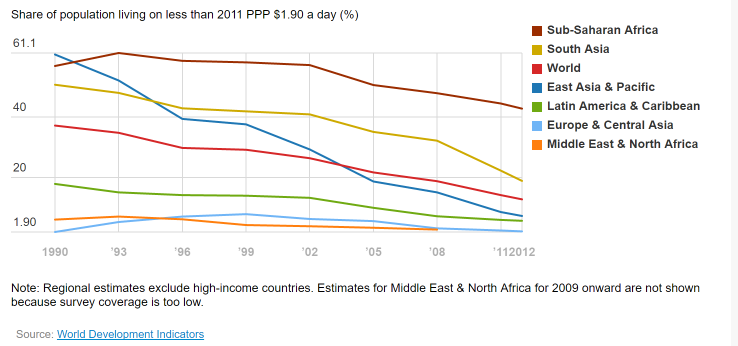 Share of population living on less than 2011 PPP $1.90 a day (%)
61.1
40
20
1.90
1990 '93 '96 '99 '02 '05 '08 '11 2012
Sub-Saharan Africa
South Asia
World
East Asia & Pacific
Latin America & Caribbean
Europe & Central Asia
Middle East & North Africa
Note: Regional estimates exclude high-income countries. Estimates for Middle East & North Africa for 2009 onward are not shown
because survey coverage is too low.
Source: World Development Indicators